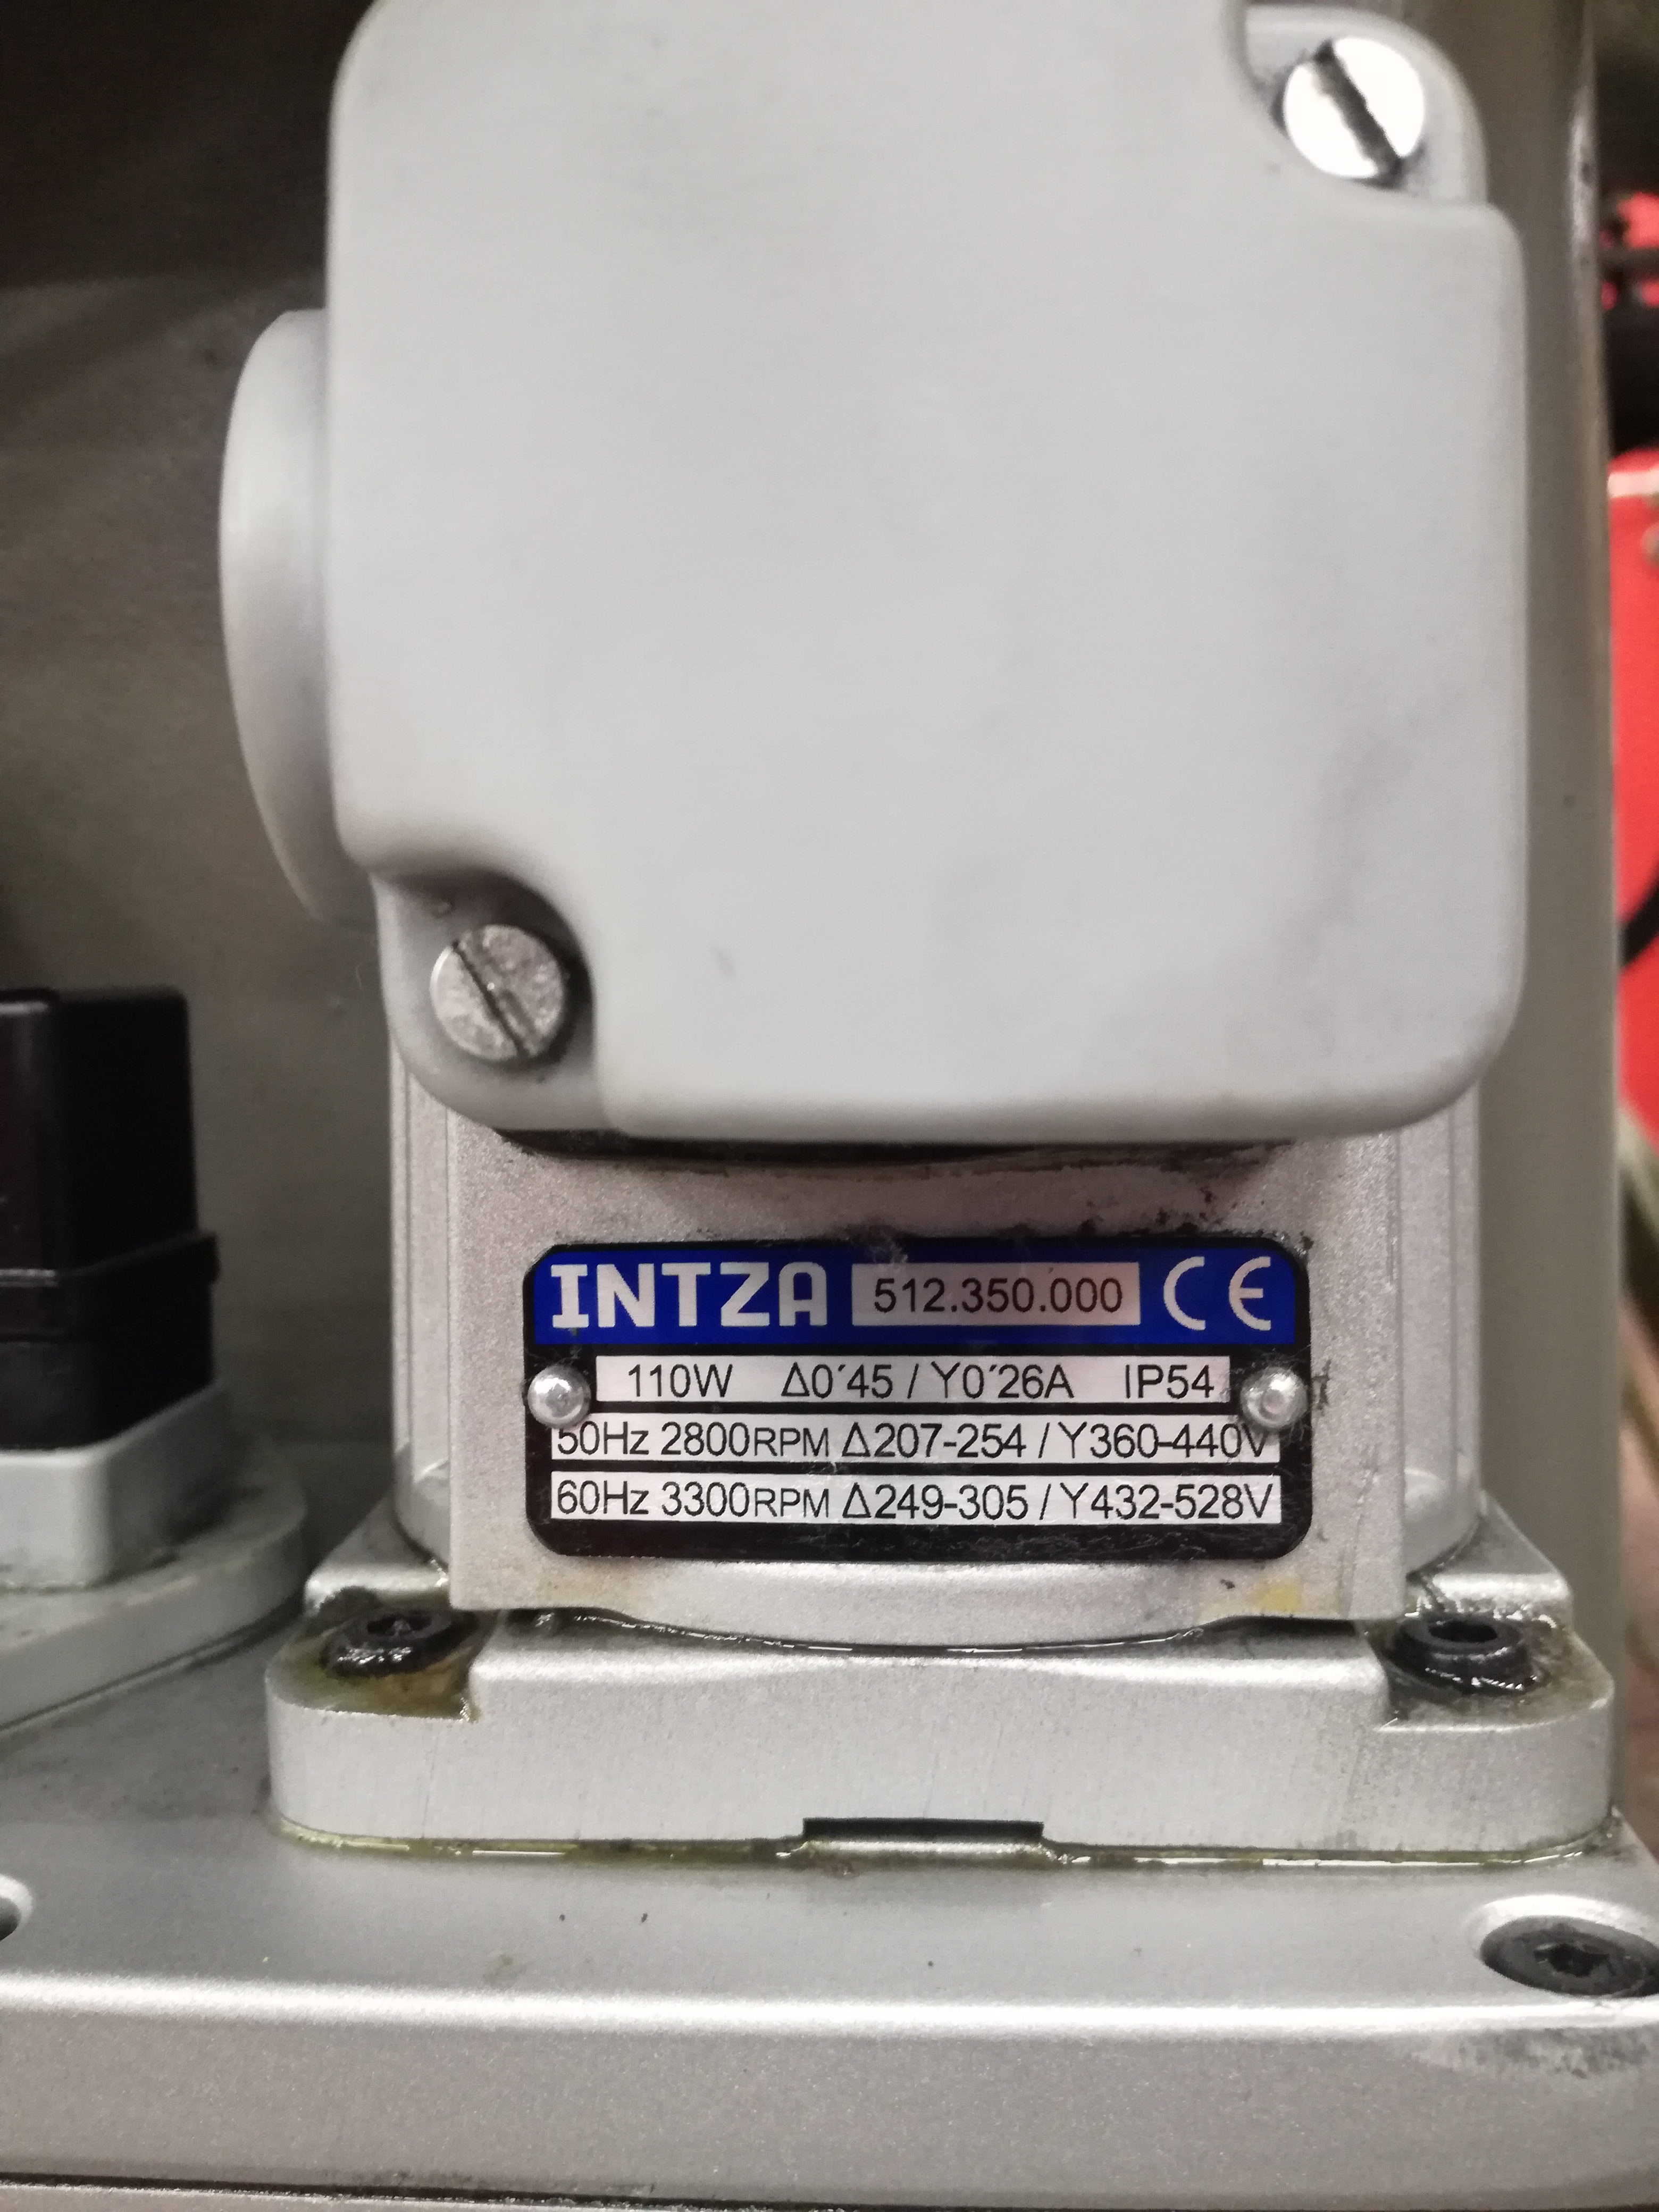 INTZA 512.350.000 CE
110W Δ0´45 / Y0´26A IP54
50Hz 2800RPM Δ207-254 / Y360-440V
60Hz 3300RPM Δ249-305 / Y432-528V